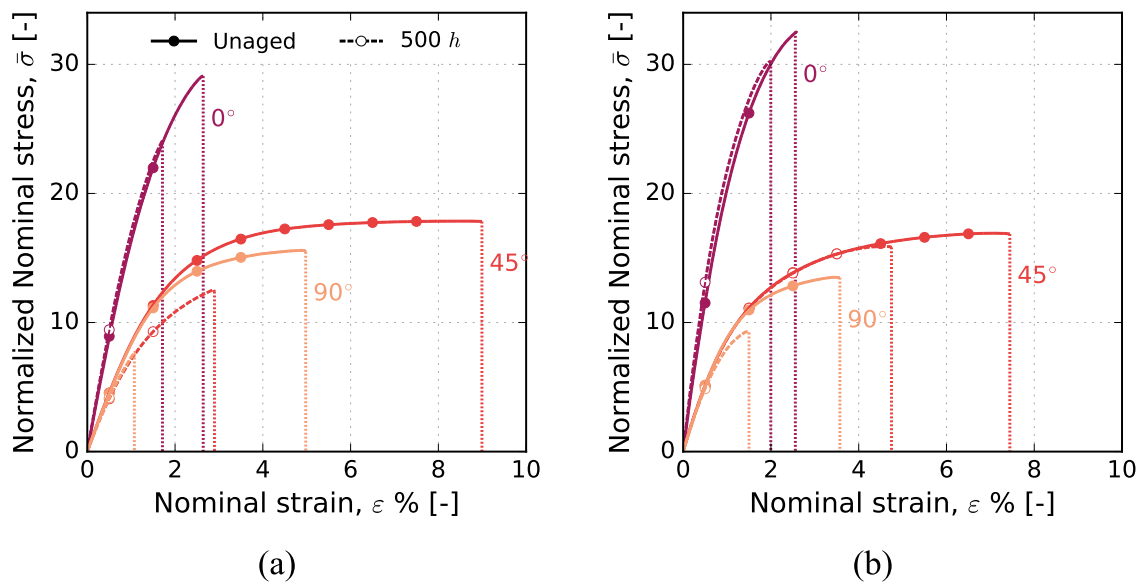 Normalized Nominal stress, σ̄ [-]
30
20
10
0
Unaged
500 h
0°
45°
90°
0 2 4 6 8 10
Nominal strain, ε % [-]
(a)
Normalized Nominal stress, σ̄ [-]
30
20
10
0
0°
45°
90°
0 2 4 6 8 10
Nominal strain, ε % [-]
(b)